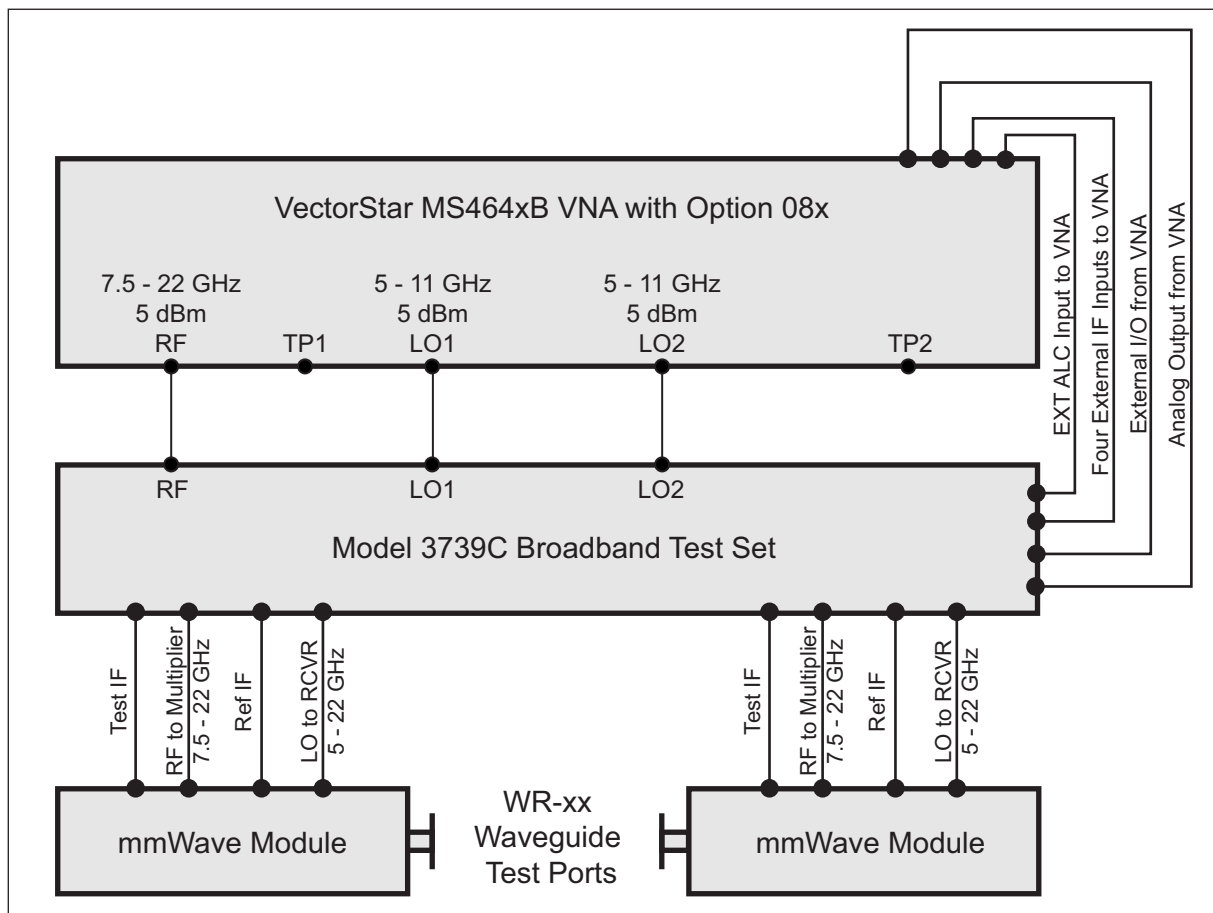 VectorStar MS464xB VNA with Option 08x
7.5 - 22 GHz
5 dBm
RF
TP1
5 - 11 GHz
5 dBm
LO1
5 - 11 GHz
5 dBm
LO2
TP2
EXT ALC Input to VNA
Four External IF Inputs to VNA
External I/O from VNA
Analog Output from VNA
RF
LO1
LO2
Model 3739C Broadband Test Set
Test IF
RF to Multiplier
7.5 - 22 GHz
Ref IF
LO to RCVR
5 - 22 GHz
Test IF
RF to Multiplier
7.5 - 22 GHz
Ref IF
LO to RCVR
5 - 22 GHz
mmWave Module
WR-xx
Waveguide
Test Ports
mmWave Module